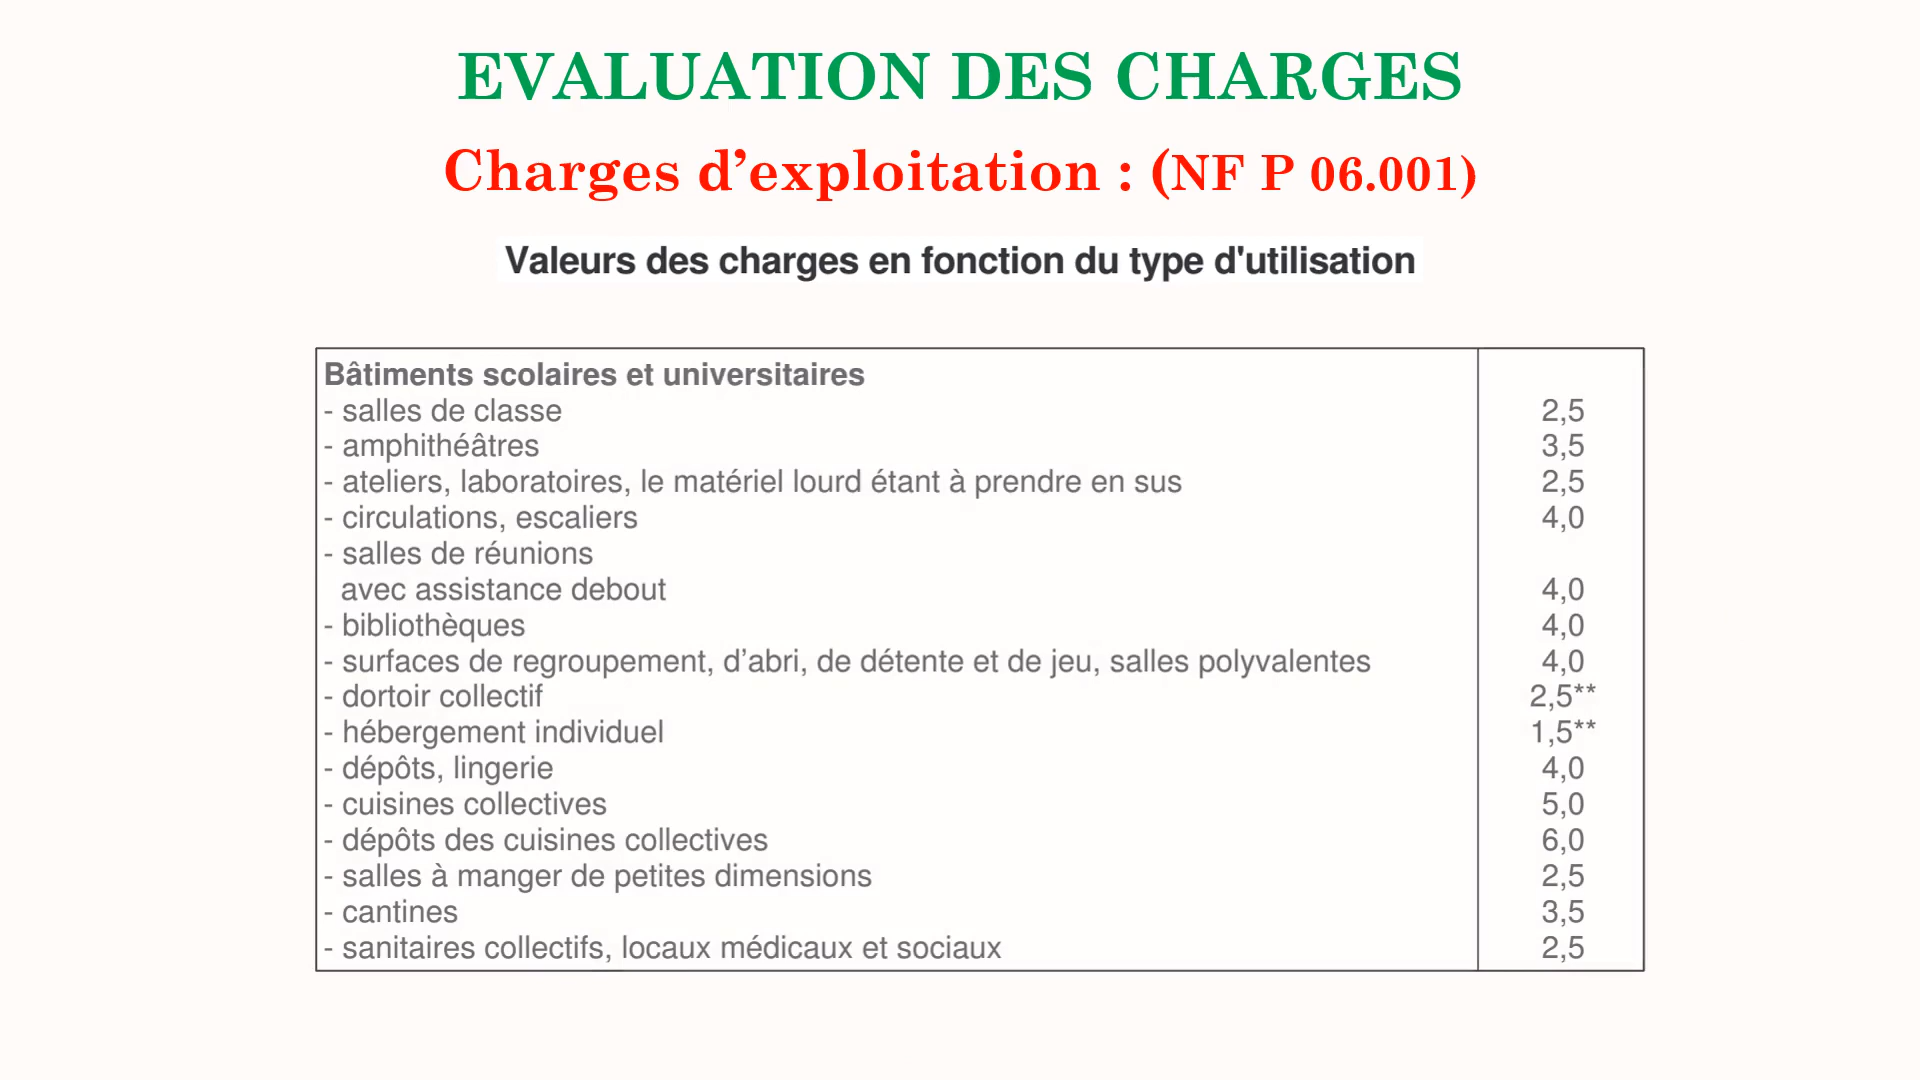 EVALUATION DES CHARGES
Charges d’exploitation : (NF P 06.001)
Valeurs des charges en fonction du type d'utilisation
Bâtiments scolaires et universitaires
- salles de classe 2,5
- amphithéâtres 3,5
- ateliers, laboratoires, le matériel lourd étant à prendre en sus 2,5
- circulations, escaliers 4,0
- salles de réunions
avec assistance debout 4,0
- bibliothèques 4,0
- surfaces de regroupement, d’abri, de détente et de jeu, salles polyvalentes 4,0
- dortoir collectif 2,5**
- hébergement individuel 1,5**
- dépôts, lingerie 4,0
- cuisines collectives 5,0
- dépôts des cuisines collectives 6,0
- salles à manger de petites dimensions 2,5
- cantines 3,5
- sanitaires collectifs, locaux médicaux et sociaux 2,5